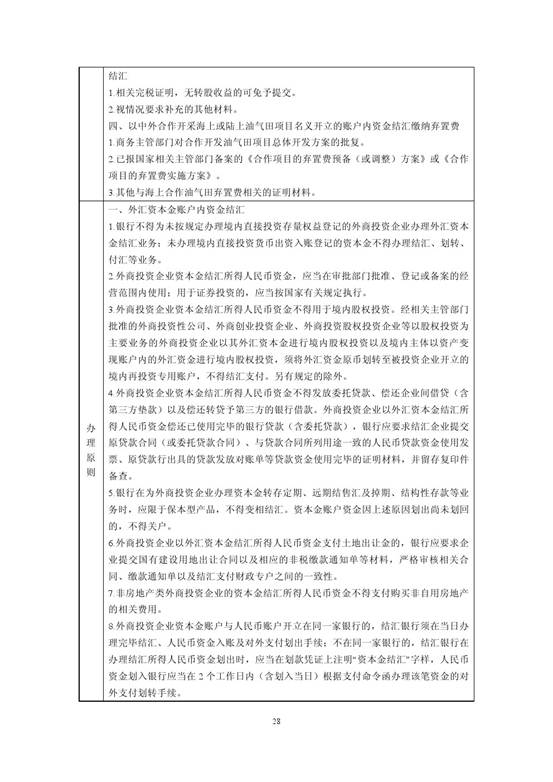 结汇
1.相关完税证明，无转股收益的可免予提交。
2.视情况要求补充的其他材料。
四、以中外合作开采海上或陆上油气田项目名义开立的账户内资金结汇缴纳弃置费
1.商务主管部门对合作开发油气田项目总体开发方案的批复。
2.已报国家相关主管部门备案的《合作项目的弃置费预备（或调整）方案》或《合作
项目的弃置费实施方案》。
3.其他与海上合作油气田弃置费相关的证明材料。
办
理
原
则
一、外汇资本金账户内资金结汇
1.银行不得为未按规定办理境内直接投资存量权益登记的外商投资企业办理外汇资本
金结汇业务；未办理境内直接投资货币出资入账登记的资本金不得办理结汇、划转、
付汇等业务。
2.外商投资企业资本金结汇所得人民币资金，应当在审批部门批准、登记或备案的经
营范围内使用；用于证券投资的，应当按国家有关规定执行。
3.外商投资企业资本金结汇所得人民币资金不得用于境内股权投资。经相关主管部门
批准的外商投资性公司、外商创业投资企业、外商投资股权投资企业等以股权投资为
主要业务的外商投资企业以其外汇资本金进行境内股权投资以及境内主体以资产变
现账户内的外汇资金进行境内股权投资，须将外汇资金原币划转至被投资企业开立的
境内再投资专用账户，不得结汇支付。另有规定的除外。
4.外商投资企业资本金结汇所得人民币资金不得发放委托贷款、偿还企业间借贷（含
第三方垫款）以及偿还转贷予第三方的银行借款。外商投资企业以外汇资本金结汇所
得人民币资金偿还已使用完毕的银行贷款（含委托贷款），银行应要求结汇企业提交
原贷款合同（或委托贷款合同）、与贷款合同所列用途一致的人民币贷款资金使用发
票、原贷款行出具的贷款发放对账单等贷款资金使用完毕的证明材料，并留存复印件
备查。
5.银行在为外商投资企业办理资本金转存定期、远期结售汇及掉期、结构性存款等业
务时，应限于保本型产品，不得变相结汇。资本金账户资金因上述原因划出尚未划回
的，不得关户。
6.外商投资企业以外汇资本金结汇所得人民币资金支付土地出让金的，银行应要求企
业提交国有建设用地出让合同以及相应的非税缴款通知单等材料，严格审核相关合
同、缴款通知单以及结汇支付财政专户之间的一致性。
7.非房地产类外商投资企业的资本金结汇所得人民币资金不得支付购买非自用房地产
的相关费用。
8.外商投资企业资本金账户与人民币账户开立在同一家银行的，结汇银行须在当日办
理完毕结汇、人民币资金入账及对外支付划出手续；不在同一家银行的，结汇银行在
办理结汇所得人民币资金划出时，应当在划款凭证上注明“资本金结汇”字样，人民币
资金划入银行应当在 2 个工作日内（含划入当日）根据支付命令函办理该笔资金的对
外支付划转手续。
28